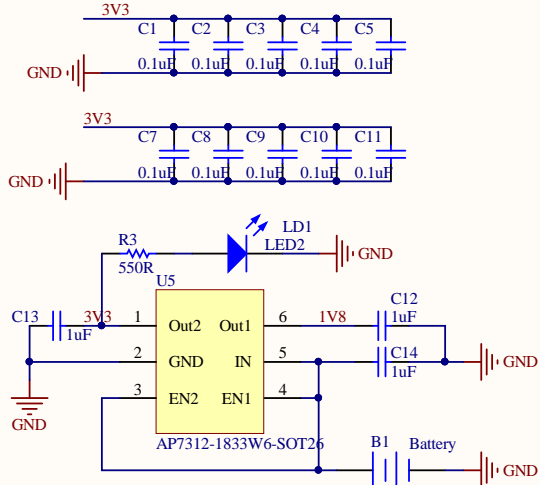 3V3 C1 C2 C3 C4 C5
GND 0.1uF 0.1uF 0.1uF 0.1uF 0.1uF
3V3 C7 C8 C9 C10 C11
0.1uF 0.1uF 0.1uF 0.1uF 0.1uF
GND
LD1
R3 LED2 GND
550R
U5
C13 3V3 1 Out2 Out1 6 1V8 C12
1uF 1uF
2 GND IN 5 C14 GND
1uF
3 EN2 EN1 4
GND
AP7312-1833W6-SOT26 B1 Battery
GND